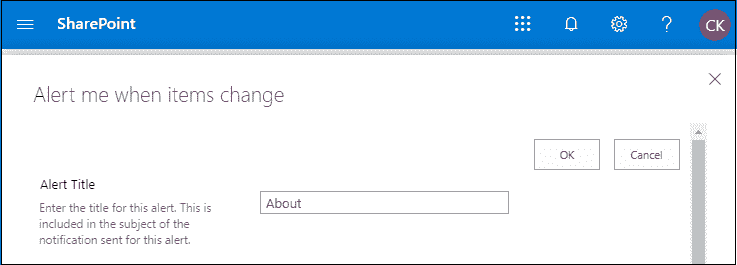 SharePoint
?
CK
Alert me when items change
OK
Cancel
Alert Title
Enter the title for this alert. This is
included in the subject of the
notification sent for this alert.
About